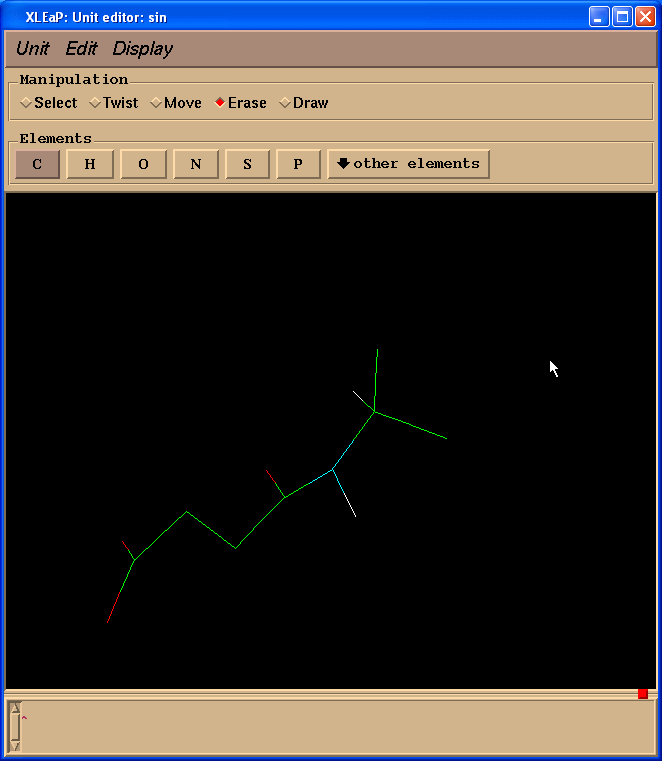 XLEaP: Unit editor: sin
Unit Edit Display
Manipulation
Select Twist Move Erase Draw
Elements
C H O N S P other elements